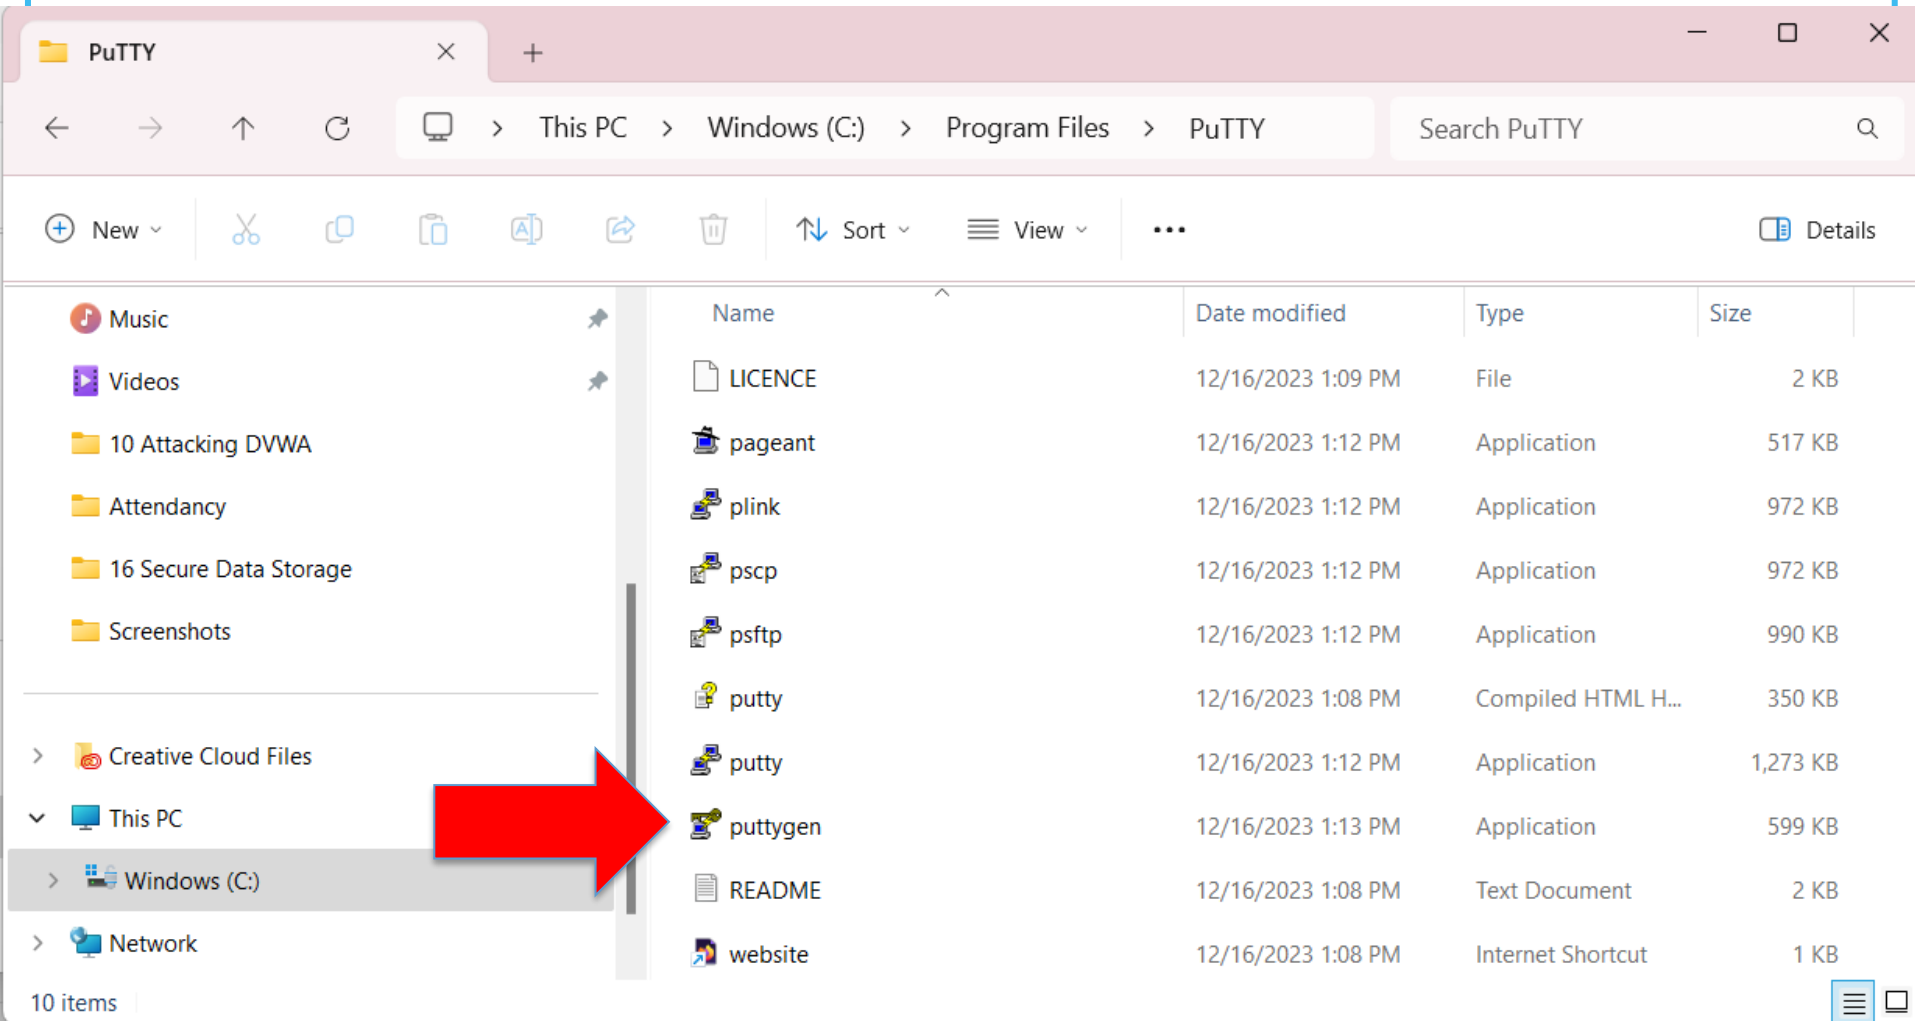 PuTTY
This PC > Windows (C:) > Program Files > PuTTY
Search PuTTY
New
Sort
View
Details
Music
Videos
10 Attacking DVWA
Attendancy
16 Secure Data Storage
Screenshots
Creative Cloud Files
This PC
Windows (C:)
Network
Name Date modified Type Size
LICENCE 12/16/2023 1:09 PM File 2 KB
pageant 12/16/2023 1:12 PM Application 517 KB
plink 12/16/2023 1:12 PM Application 972 KB
pscp 12/16/2023 1:12 PM Application 972 KB
psftp 12/16/2023 1:12 PM Application 990 KB
putty 12/16/2023 1:08 PM Compiled HTML H... 350 KB
putty 12/16/2023 1:12 PM Application 1,273 KB
puttygen 12/16/2023 1:13 PM Application 599 KB
README 12/16/2023 1:08 PM Text Document 2 KB
website 12/16/2023 1:08 PM Internet Shortcut 1 KB
10 items